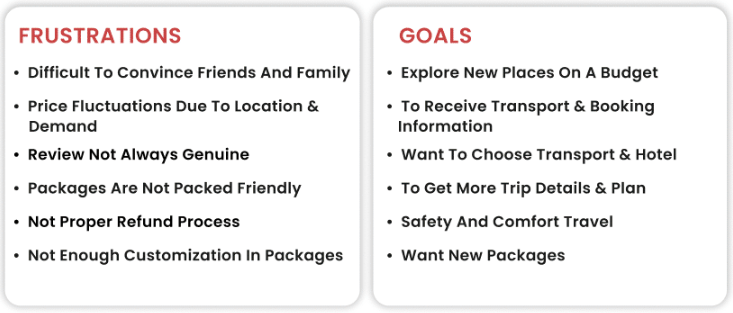 FRUSTRATIONS
• Difficult To Convince Friends And Family
• Price Fluctuations Due To Location &
Demand
• Review Not Always Genuine
• Packages Are Not Packed Friendly
• Not Proper Refund Process
• Not Enough Customization In Packages
GOALS
• Explore New Places On A Budget
• To Receive Transport & Booking
Information
• Want To Choose Transport & Hotel
• To Get More Trip Details & Plan
• Safety And Comfort Travel
• Want New Packages